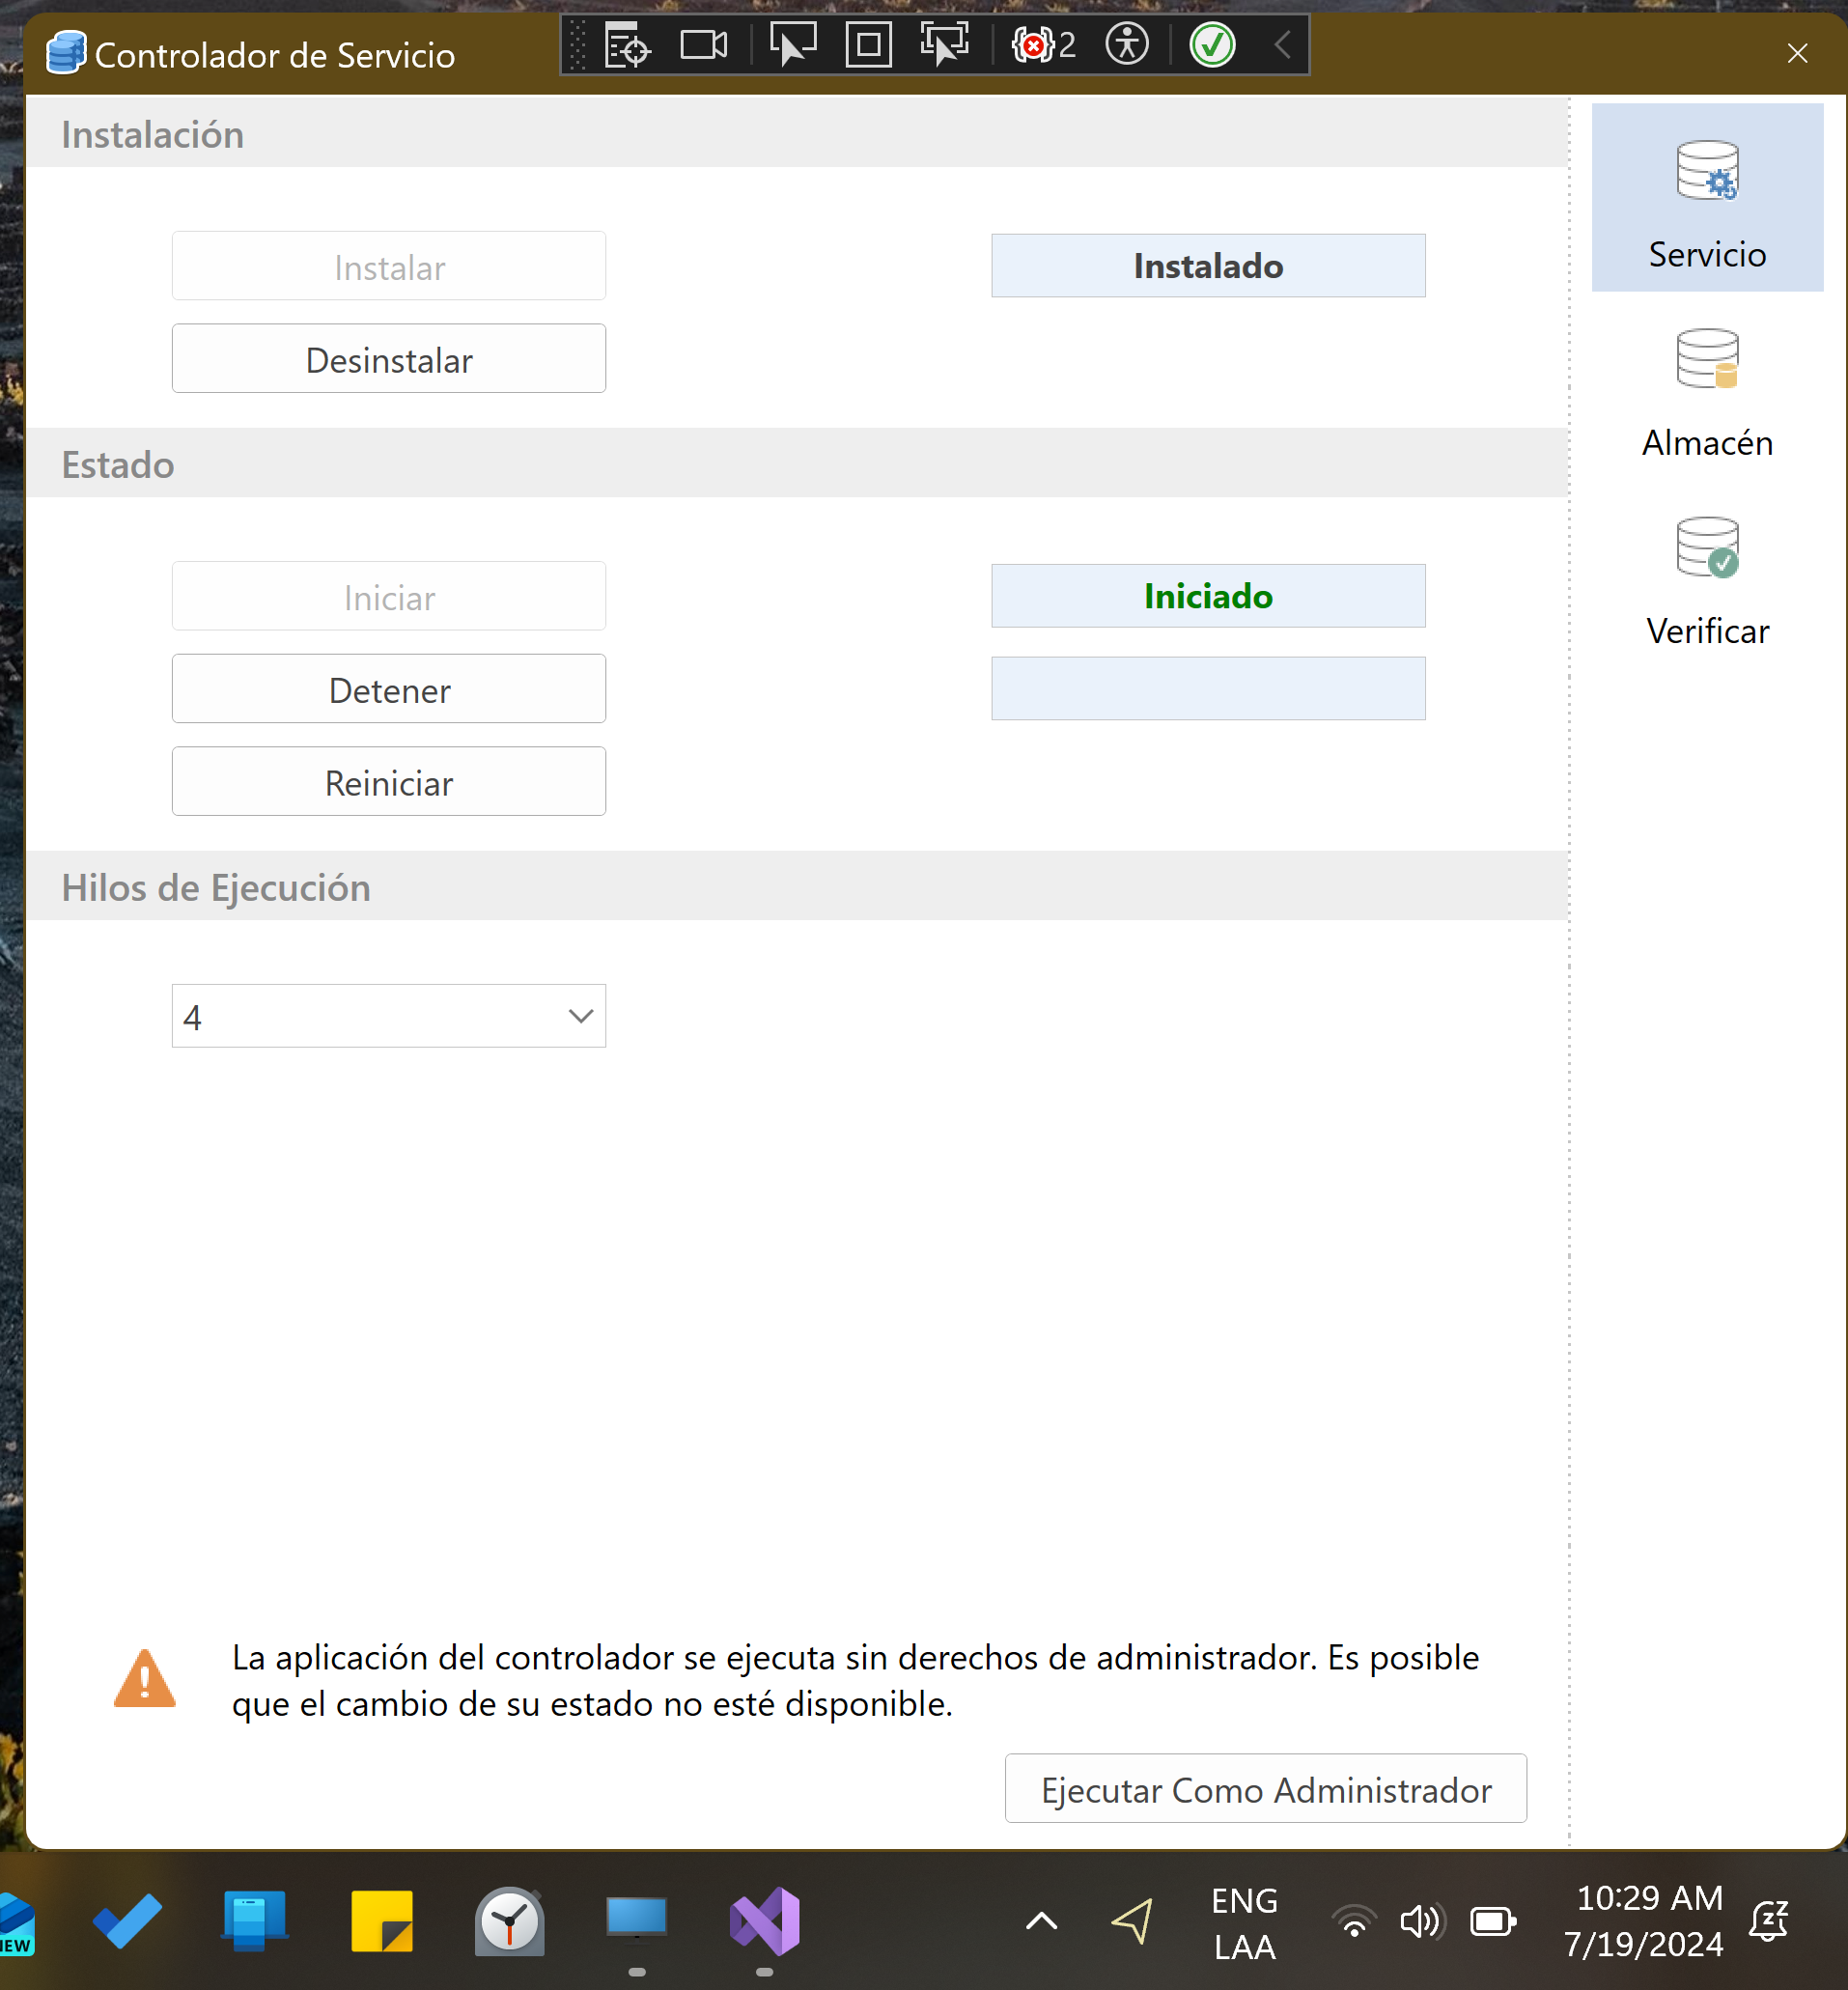 Controlador de Servicio
2
Instalación
Instalar
Instalado
Desinstalar
Estado
Iniciar
Iniciado
Detener
Reiniciar
Hilos de Ejecución
4
Servicio
Almacén
Verificar
La aplicación del controlador se ejecuta sin derechos de administrador. Es posible
que el cambio de su estado no esté disponible.
Ejecutar Como Administrador
NEW
ENG
LAA
10:29 AM
7/19/2024
zz